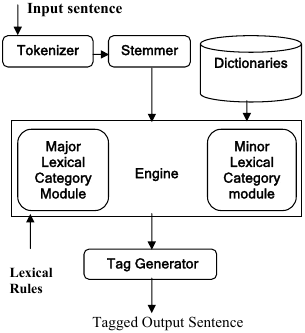 Input sentence
Tokenizer
Stemmer
Dictionaries
Major
Lexical
Category
Module
Engine
Minor
Lexical
Category
module
Lexical
Rules
Tag Generator
Tagged Output Sentence